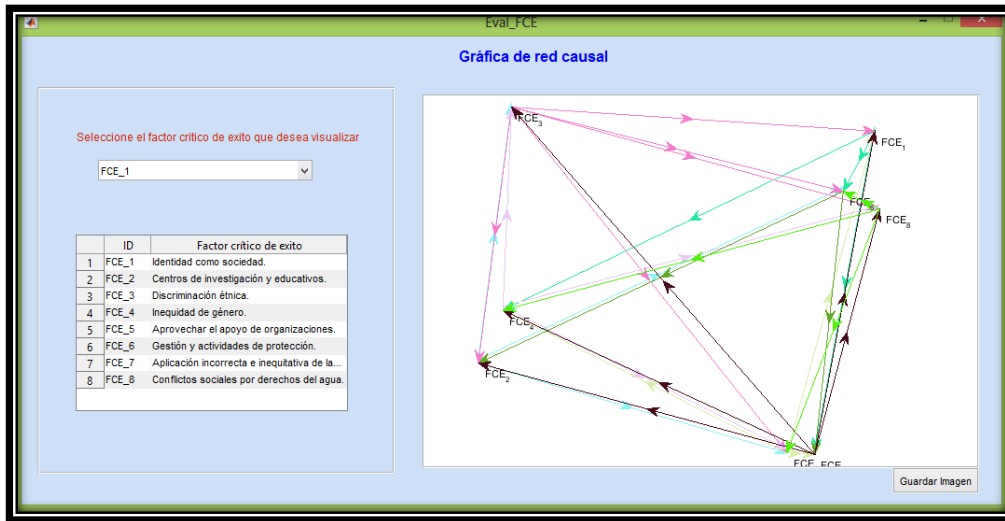 Eval_FCE
Gráfica de red causal
Seleccione el factor critico de exito que desea visualizar
FCE_1
ID Factor crítico de exito
1 FCE_1 Identidad como sociedad.
2 FCE_2 Centros de investigación y educativos.
3 FCE_3 Discriminación étnica.
4 FCE_4 Inequidad de género.
5 FCE_5 Aprovechar el apoyo de organizaciones.
6 FCE_6 Gestión y actividades de protección.
7 FCE_7 Aplicación incorrecta e inequitativa de la...
8 FCE_8 Conflictos sociales por derechos del agua.
FCE3
FCE1
FCE6
FCE8
FCE4
FCE2
FCE FCE
Guardar Imagen